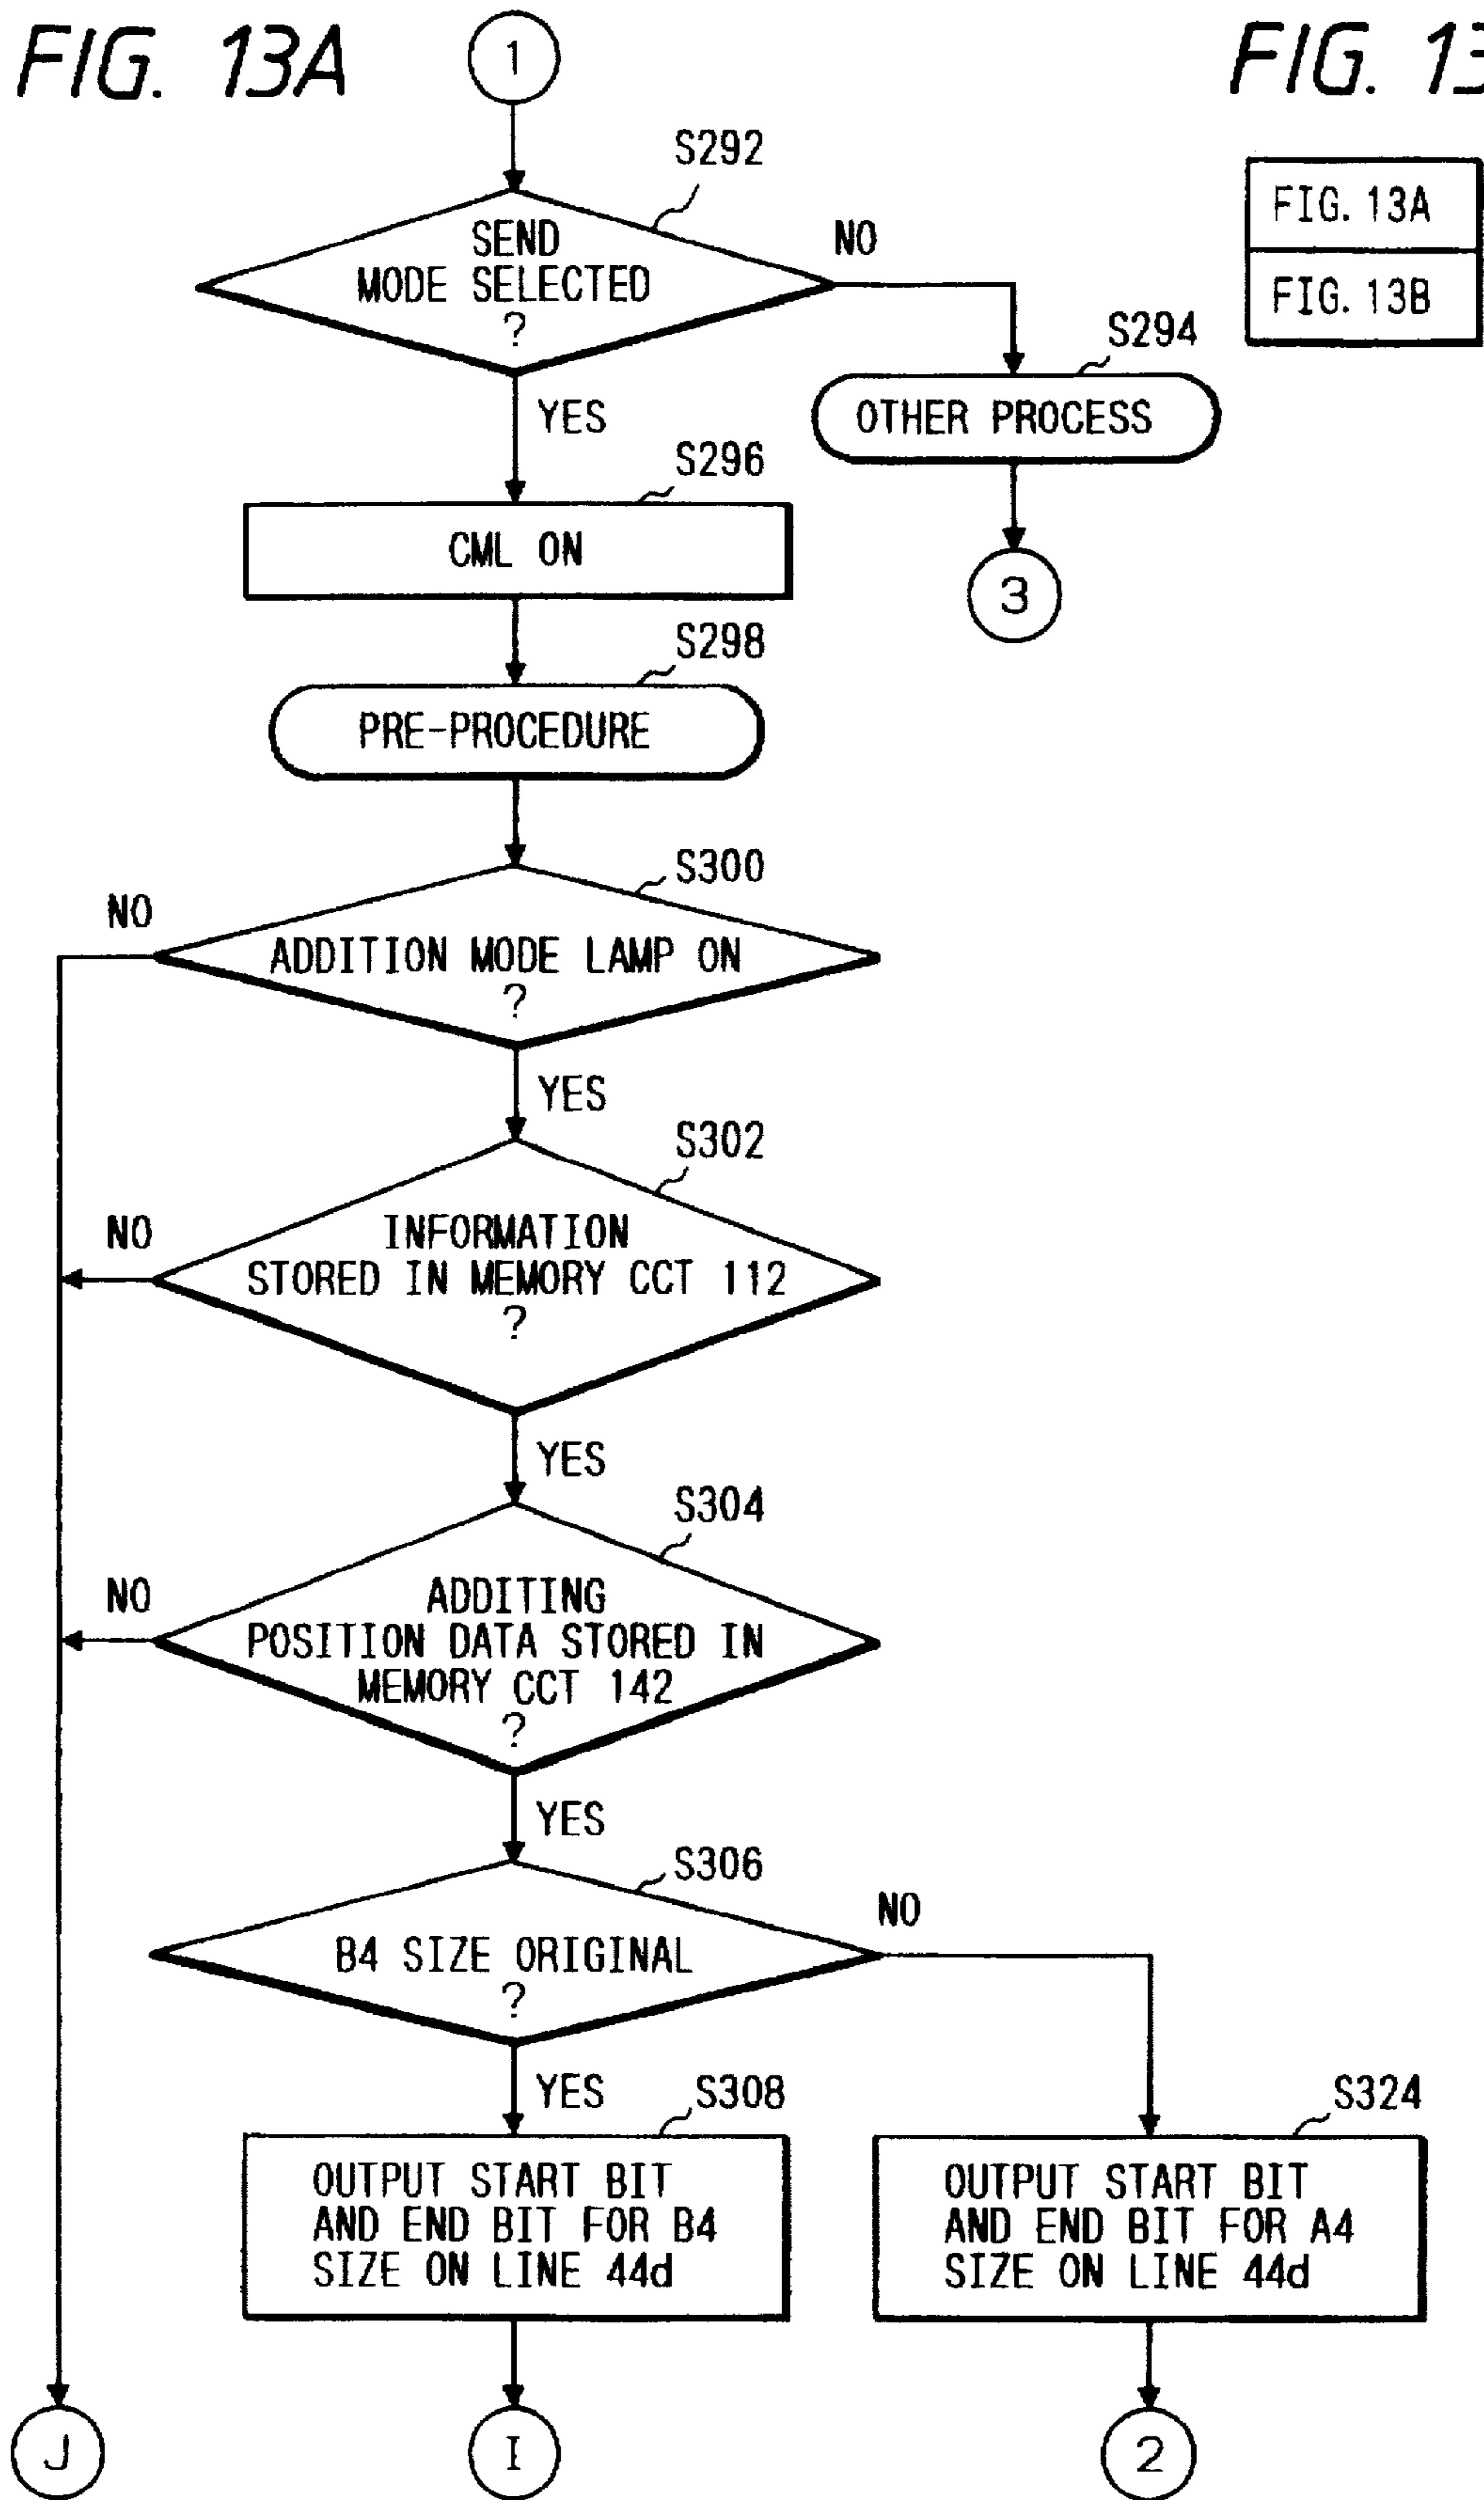 FIG. 13A
FIG. 13
1
FIG. 13A
FIG. 13B
S292
SEND
MODE SELECTED
?
NO
YES
S294
OTHER PROCESS
3
S296
CML ON
S298
PRE-PROCEDURE
S300
NO
ADDITION MODE LAMP ON
?
YES
S302
NO
INFORMATION
STORED IN MEMORY CCT 112
?
YES
S304
NO
ADDITING
POSITION DATA STORED IN
MEMORY CCT 142
?
YES
S306
NO
B4 SIZE ORIGINAL
?
YES
S308
OUTPUT START BIT
AND END BIT FOR B4
SIZE ON LINE 44d
S324
OUTPUT START BIT
AND END BIT FOR A4
SIZE ON LINE 44d
J
I
2